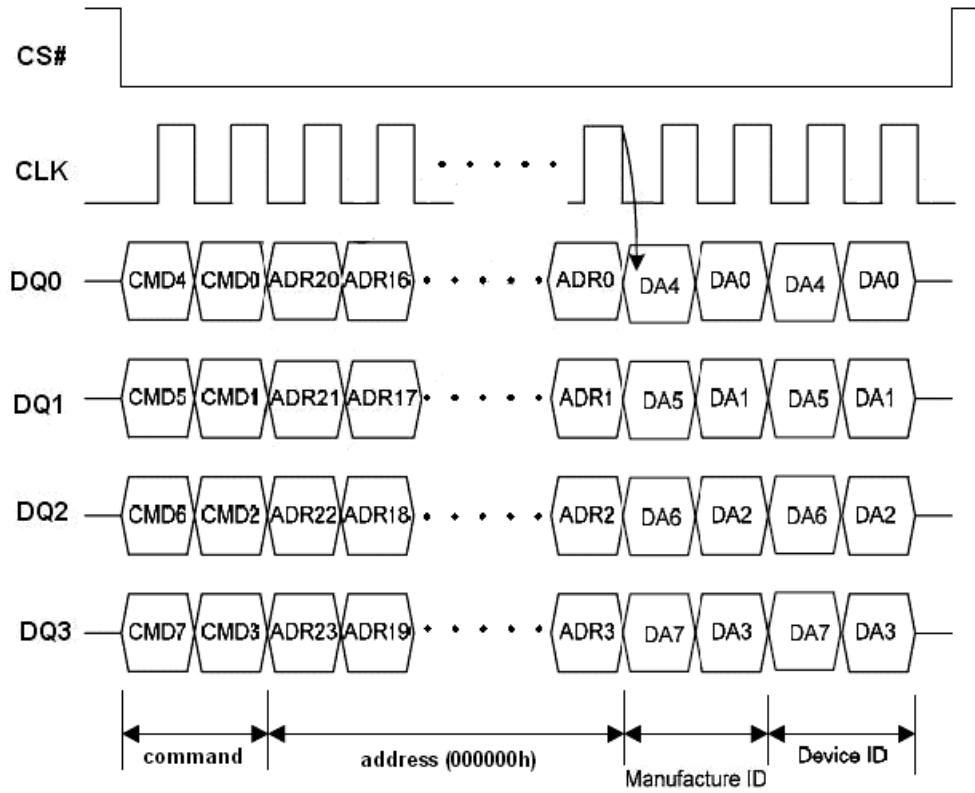 CS#
CLK
DQ0 CMD4 CMD0 ADR20 ADR16 ADR0 DA4 DA0 DA4 DA0
DQ1 CMD5 CMD1 ADR21 ADR17 ADR1 DA5 DA1 DA5 DA1
DQ2 CMD6 CMD2 ADR22 ADR18 ADR2 DA6 DA2 DA6 DA2
DQ3 CMD7 CMD3 ADR23 ADR19 ADR3 DA7 DA3 DA7 DA3
command address (000000h) Manufacture ID Device ID